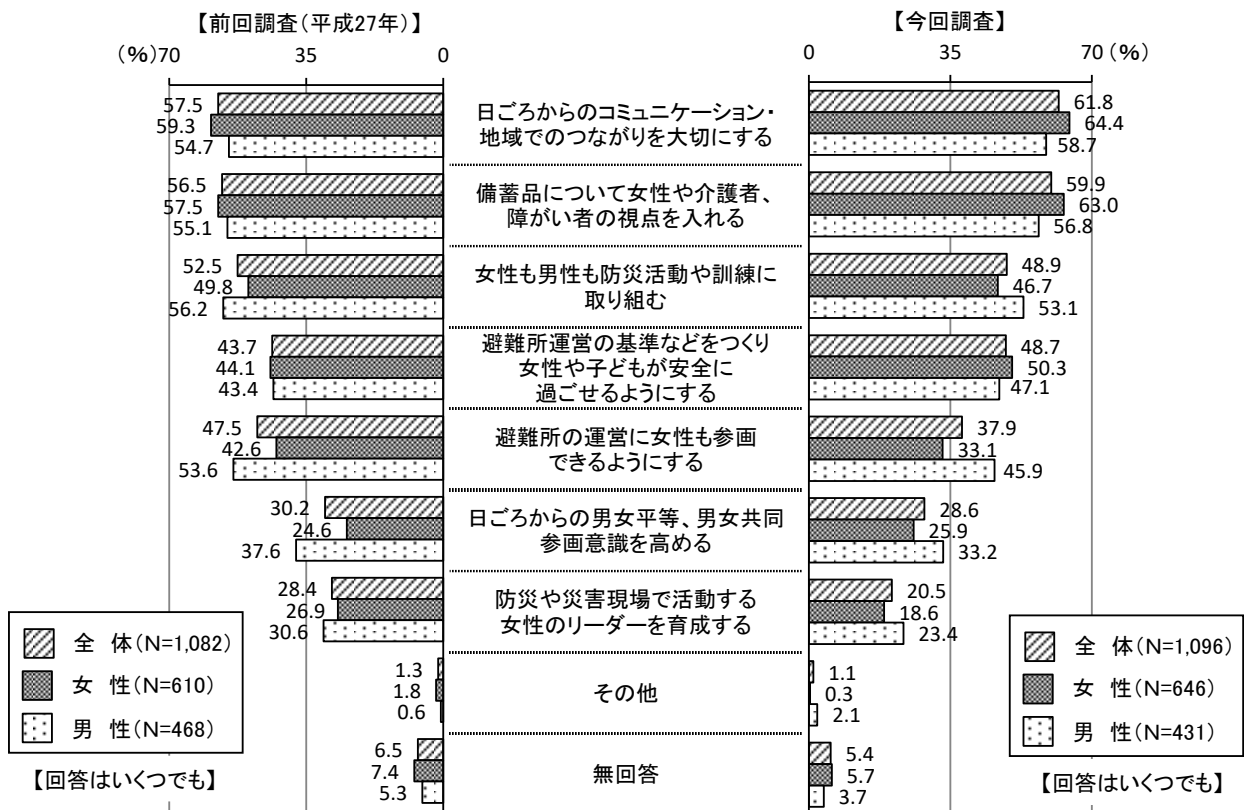 【前回調査（平成27年）】
【今回調査】
(%) 70 35 0
0 35 70 (%)
57.5
59.3
54.7
日ごろからのコミュニケーション・
地域でのつながりを大切にする
61.8
64.4
58.7
56.5
57.5
55.1
備蓄品について女性や介護者、
障がい者の視点を入れる
59.9
63.0
56.8
52.5
49.8
56.2
女性も男性も防災活動や訓練に
取り組む
48.9
46.7
53.1
43.7
44.1
43.4
避難所運営の基準などをつくり
女性や子どもが安全に
過ごせるようにする
48.7
50.3
47.1
47.5
42.6
53.6
避難所の運営に女性も参画
できるようにする
37.9
33.1
45.9
30.2
24.6
37.6
日ごろからの男女平等、男女共同
参画意識を高める
28.6
25.9
33.2
28.4
26.9
30.6
防災や災害現場で活動する
女性のリーダーを育成する
20.5
18.6
23.4
1.3
1.8
0.6
その他
1.1
0.3
2.1
6.5
7.4
5.3
無回答
5.4
5.7
3.7
全 体（N=1,082）
女 性（N=610）
男 性（N=468）
【回答はいくつでも】
全 体（N=1,096）
女 性（N=646）
男 性（N=431）
【回答はいくつでも】